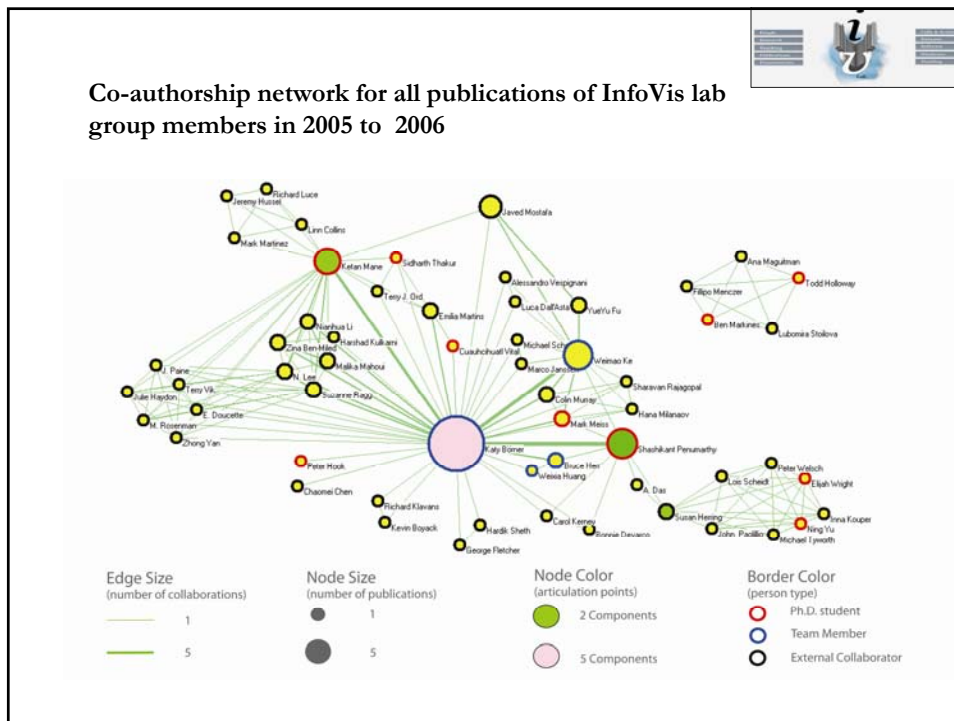 Co-authorship network for all publications of InfoVis lab
group members in 2005 to 2006
Richard Luce
Jeremy Hussel
Linn Collins
Mark Martinez
Javed Mostafa
Ketan Mane
Sidharth Thakur
Terry J. Ord
Emilia Martins
Alessandro Vespignani
Luca Dall'Asta
YueYu Fu
Ana Maguitman
Todd Holloway
Fillipo Menczer
Ben Markines
Lubomira Stoilova
Nianhua Li
Harshad Kulkarni
Zina Ben-Miled
Malika Mahoui
Cuauhcihuatl Vital
Michael Sch
Weimao Ke
Marco Janssen
N. Lee
Suzanne Ragg
J. Paine
Terry Vik.
Julie Haydon
E. Doucette
M. Rosenman
Zhong Yan
Colin Murray
Mark Meiss
Sharavan Rajagopal
Hana Milanaov
Katy Borner
Shashikant Penumarthy
Bruce Herr
Weixia Huang
Peter Hook
Chaomei Chen
Richard Klavans
Kevin Boyack
Hardik Sheth
George Fletcher
Carol Kerney
Bonnie Devarco
A. Das
Susan Herring
Lois Scheidt
Peter Welsch
Elijah Wright
Inna Kouper
Ning Yu
John. Paolillo
Michael Tyworth
Edge Size
(number of collaborations)
1
5
Node Size
(number of publications)
1
5
Node Color
(articulation points)
2 Components
5 Components
Border Color
(person type)
Ph.D. student
Team Member
External Collaborator